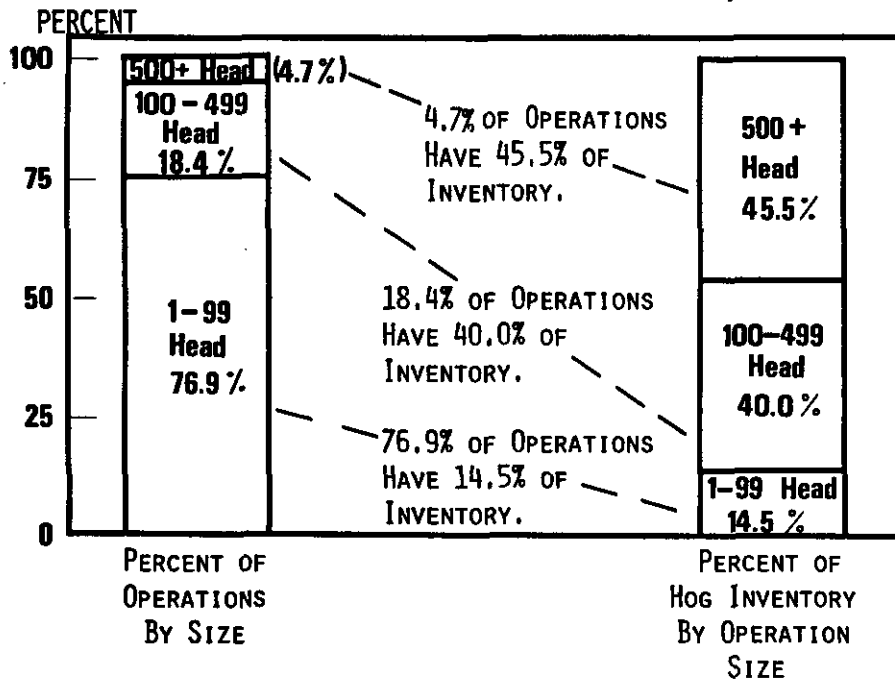 PERCENT
100
75
50
25
0
500+ Head (4.7%)
100-499
Head
18.4%
1-99
Head
76.9%
4.7% OF OPERATIONS
HAVE 45.5% OF
INVENTORY.
18.4% OF OPERATIONS
HAVE 40.0% OF
INVENTORY.
76.9% OF OPERATIONS
HAVE 14.5% OF
INVENTORY.
500+
Head
45.5%
100-499
Head
40.0%
1-99 Head
14.5 %
PERCENT OF
OPERATIONS
BY SIZE
PERCENT OF
HOG INVENTORY
BY OPERATION
SIZE